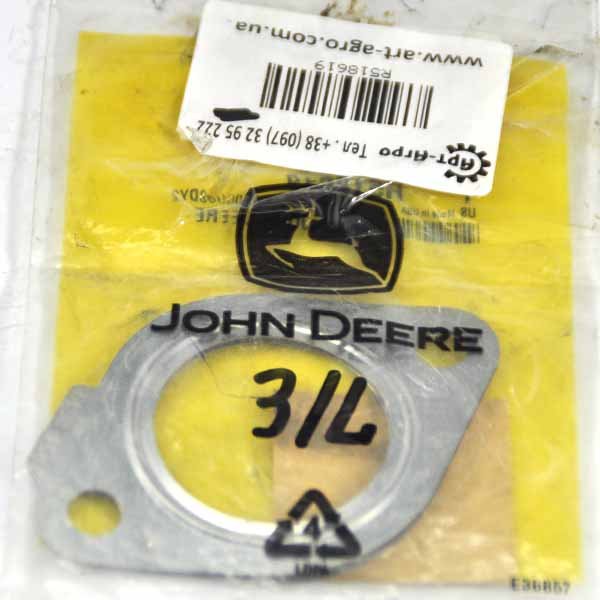 www.art-agro.com.ua
R518619
Арт-Агро Тел. +38 (097) 32 95 222
JOHN DEERE
3/L
4
LDPE
E36857